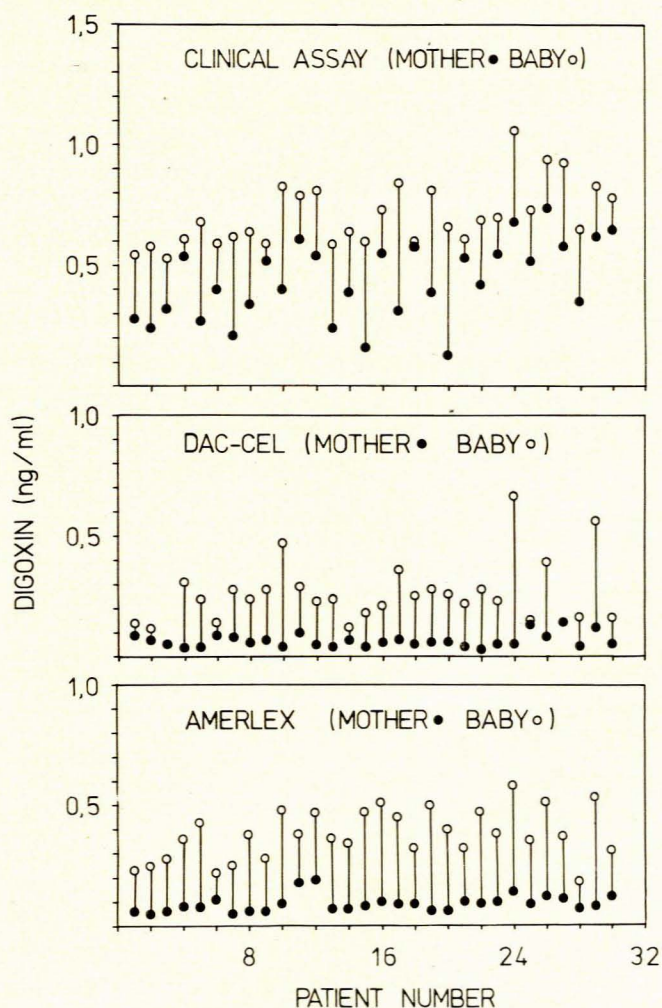 1,5
CLINICAL ASSAY (MOTHER● BABY○)
1,0
0,5
1,0
DAC-CEL (MOTHER● BABY○)
0,5
1,0
AMERLEX (MOTHER● BABY○)
0,5
DIGOXIN (ng/ml)
8 16 24 32
PATIENT NUMBER